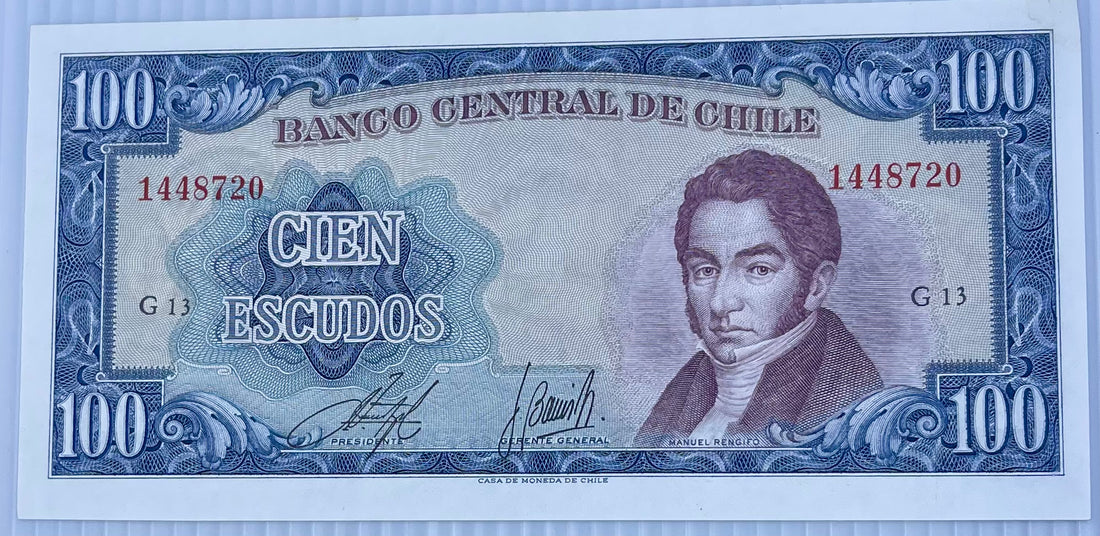 100 100
BANCO CENTRAL DE CHILE
1448720 1448720
CIEN
ESCUDOS
G 13 G 13
PRESIDENTE GERENTE GENERAL MANUEL RENGIFO
100 100
CASA DE MONEDA DE CHILE